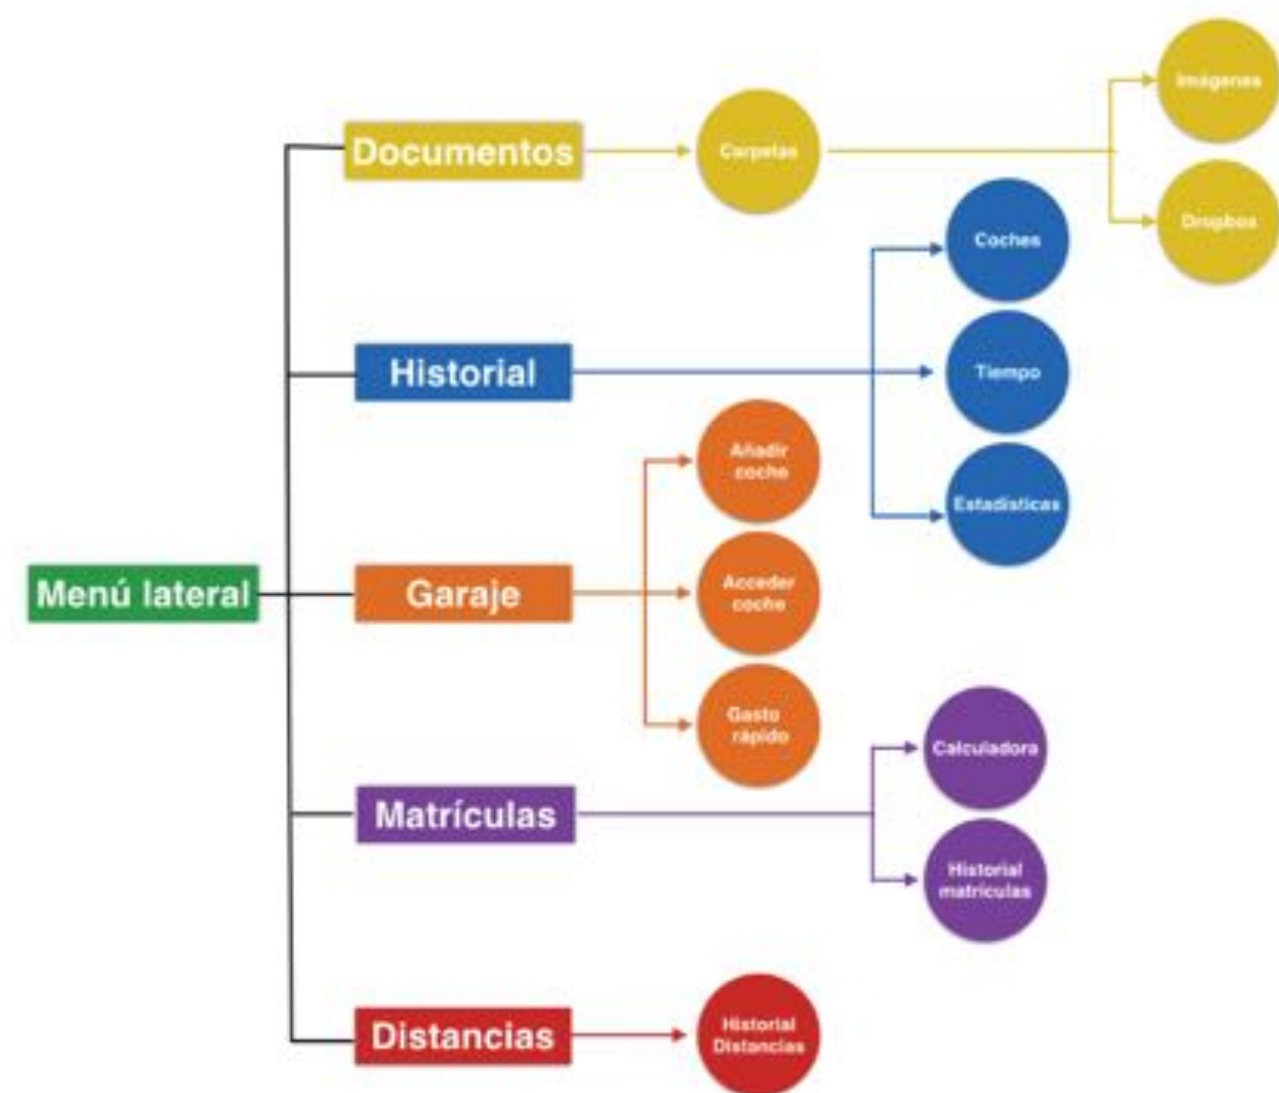 Imágenes
Documentos
Carpetas
Dropbox
Coches
Historial
Tiempo
Añadir
coche
Estadísticas
Menú lateral
Garaje
Acceder
coche
Gasto
rápido
Matrículas
Calculadora
Historial
matrículas
Distancias
Historial
Distancias